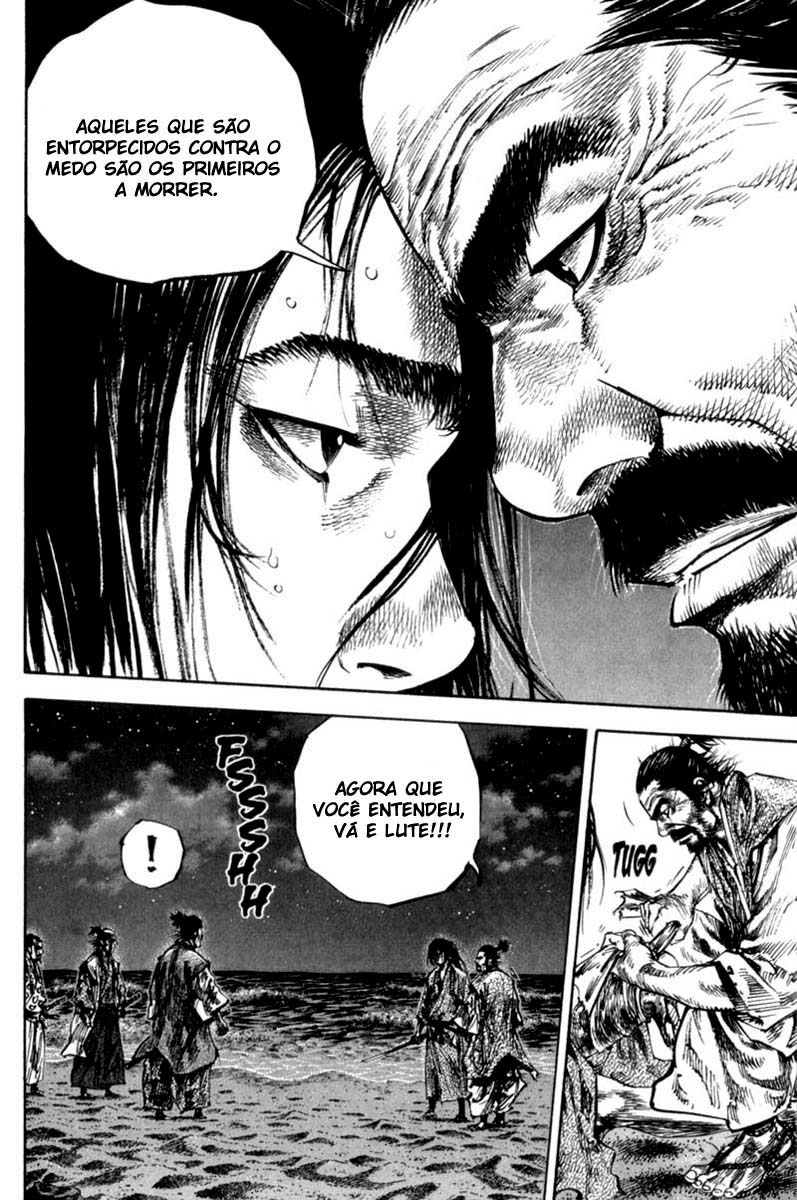 AQUELES QUE SÃO
ENTORPECIDOS CONTRA O
MEDO SÃO OS PRIMEIROS
A MORRER.
TUGG
AGORA QUE
VOCÊ ENTENDEU,
VÁ E LUTE!!!
FSSSHH
!